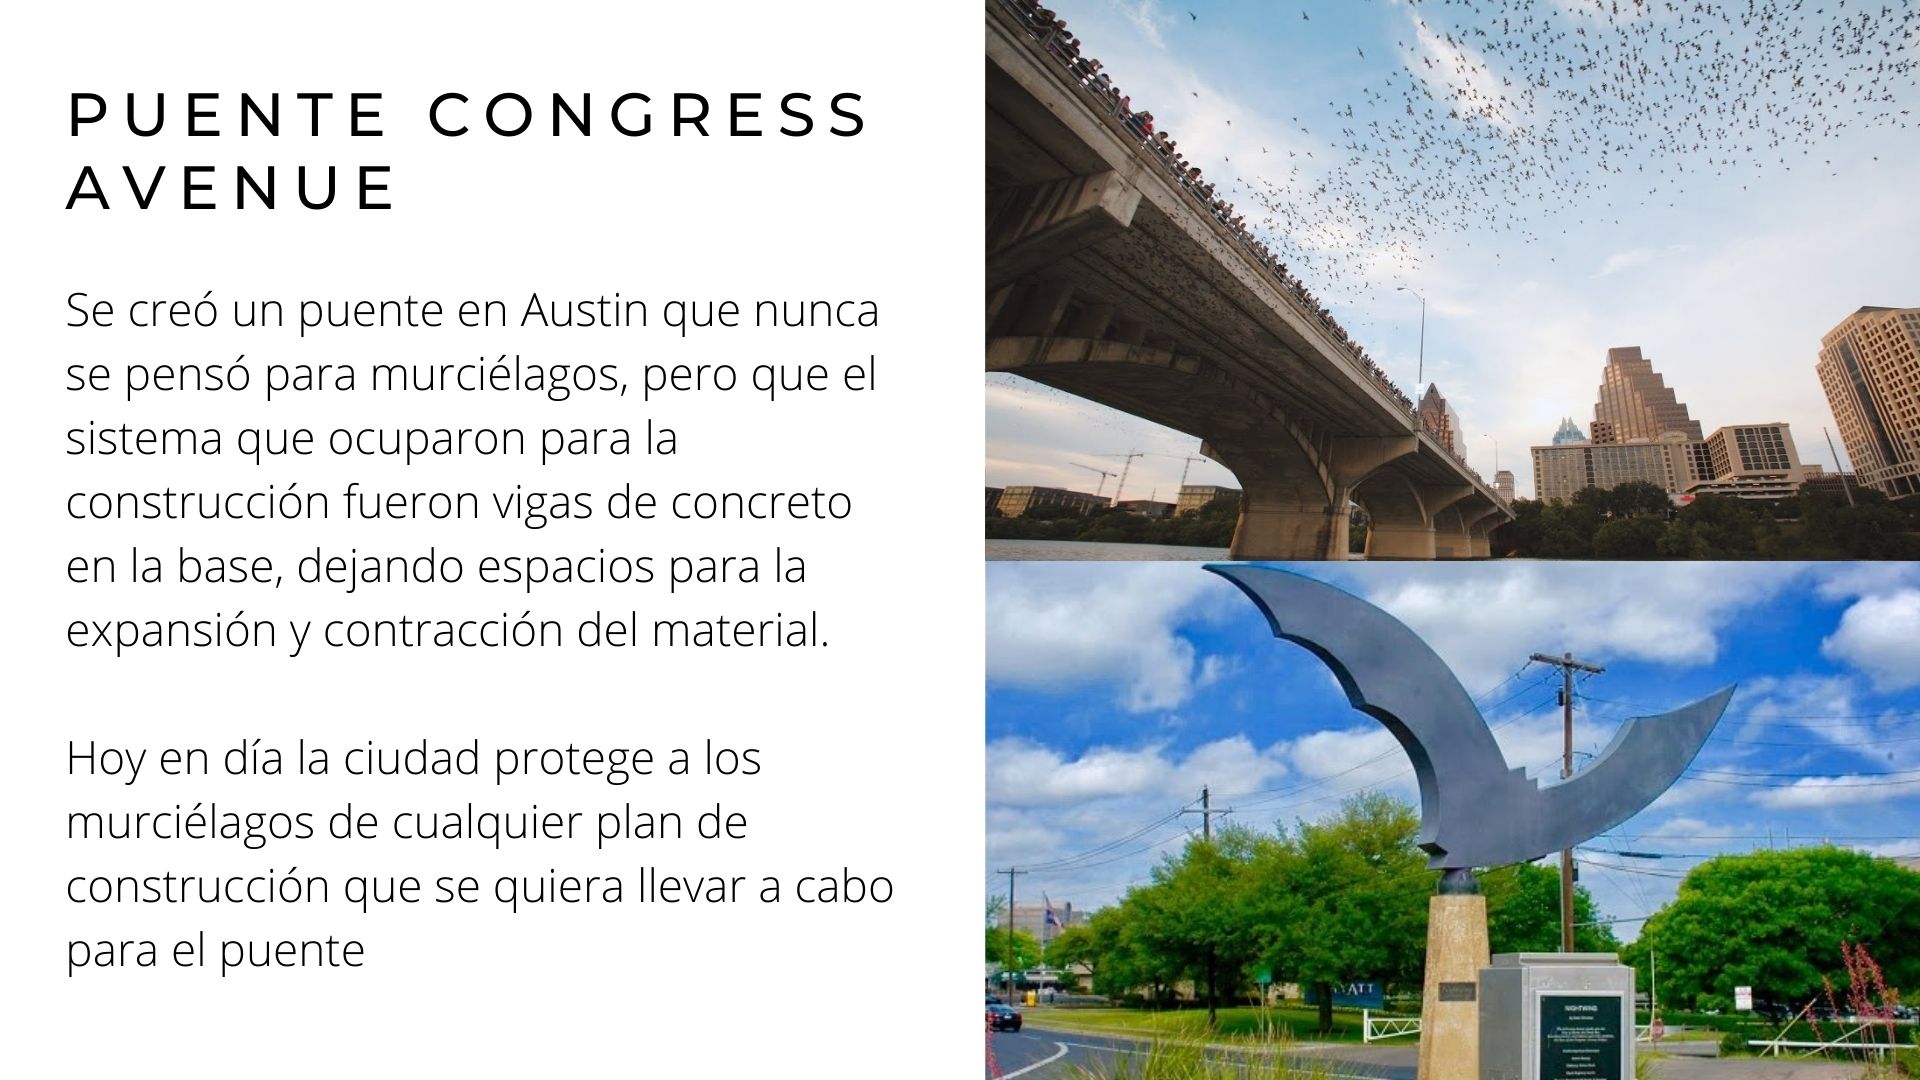 PUENTE CONGRESS
AVENUE
Se creó un puente en Austin que nunca
se pensó para murciélagos, pero que el
sistema que ocuparon para la
construcción fueron vigas de concreto
en la base, dejando espacios para la
expansión y contracción del material.
Hoy en día la ciudad protege a los
murciélagos de cualquier plan de
construcción que se quiera llevar a cabo
para el puente
NIGHTWING